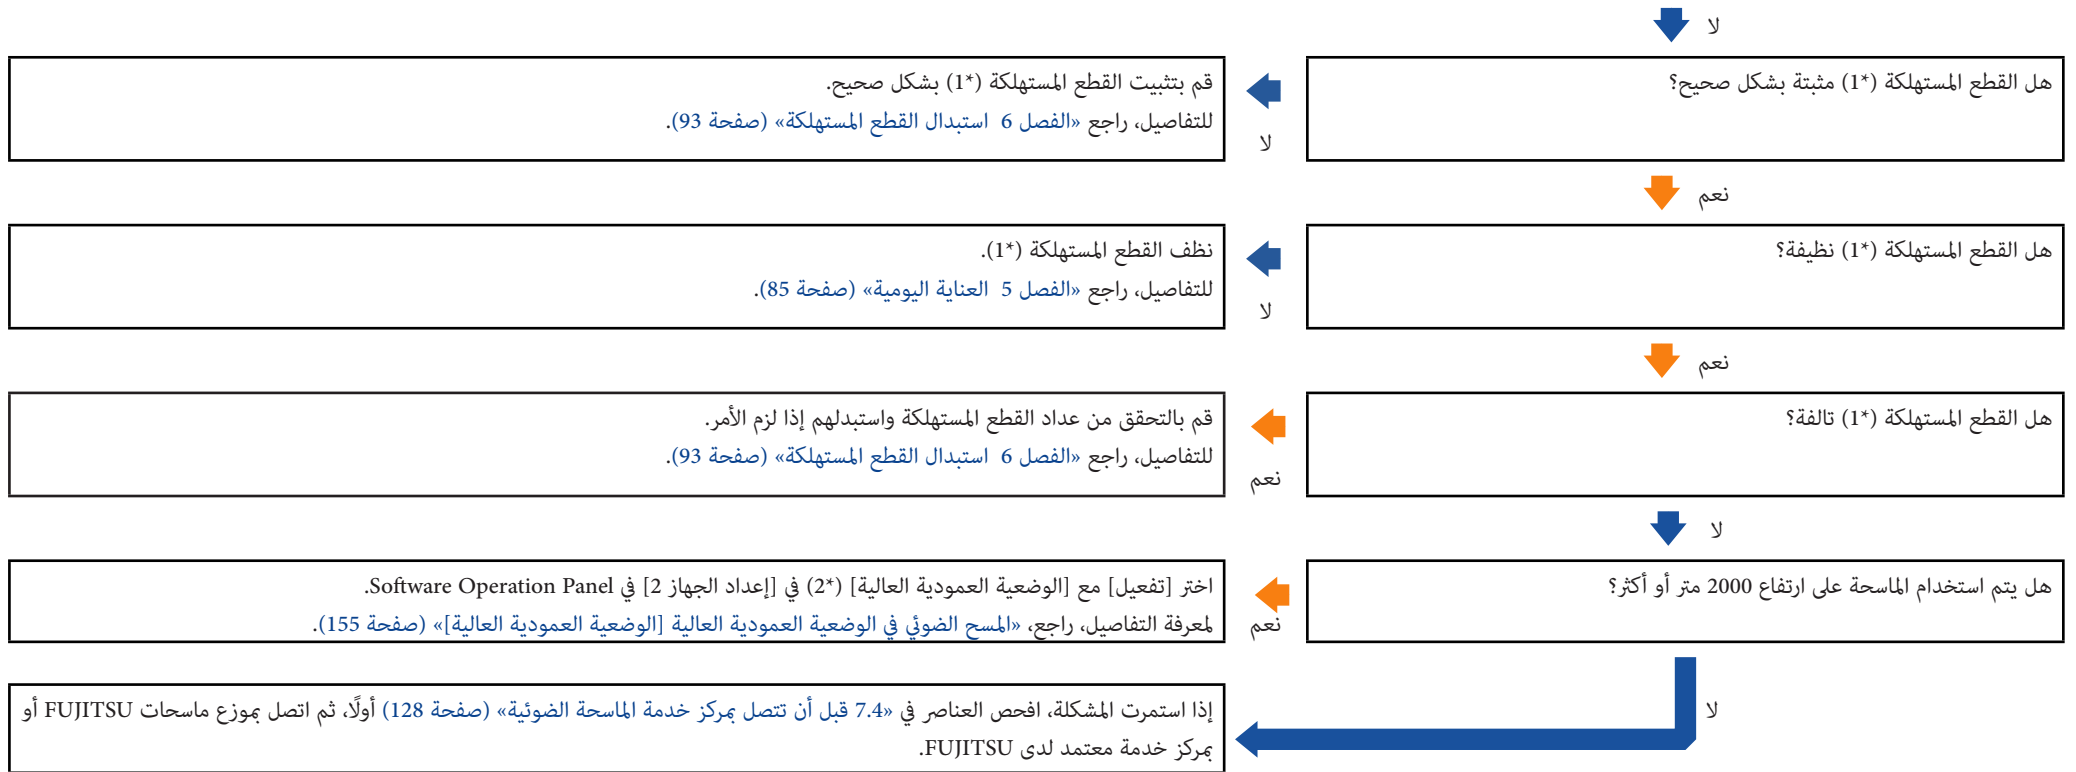 لا
هل القطع المستهلكة (*1) مثبتة بشكل صحيح؟
لا
قم بتثبيت القطع المستهلكة (*1) بشكل صحيح.
للتفاصيل، راجع «الفصل 6 استبدال القطع المستهلكة» (صفحة 93).
نعم
هل القطع المستهلكة (*1) نظيفة؟
لا
نظف القطع المستهلكة (*1).
للتفاصيل، راجع «الفصل 5 العناية اليومية» (صفحة 85).
نعم
هل القطع المستهلكة (*1) تالفة؟
نعم
قم بالتحقق من عداد القطع المستهلكة واستبدلهم إذا لزم الأمر.
للتفاصيل، راجع «الفصل 6 استبدال القطع المستهلكة» (صفحة 93).
لا
هل يتم استخدام الماسحة على ارتفاع 2000 متر أو أكثر؟
نعم
اختر [تفعيل] مع [الوضعية العمودية العالية] (*2) في [إعداد الجهاز 2] في Software Operation Panel.
لمعرفة التفاصيل، راجع، «المسح الضوئي في الوضعية العمودية العالية [الوضعية العمودية العالية]» (صفحة 155).
لا
إذا استمرت المشكلة، افحص العناصر في «7.4 قبل أن تتصل بمركز خدمة الماسحة الضوئية» (صفحة 128) أولًا، ثم اتصل بموزع ماسحات FUJITSU أو
بمركز خدمة معتمد لدى FUJITSU.